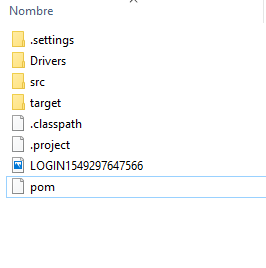 Nombre
.settings
Drivers
src
target
.classpath
.project
LOGIN1549297647566
pom